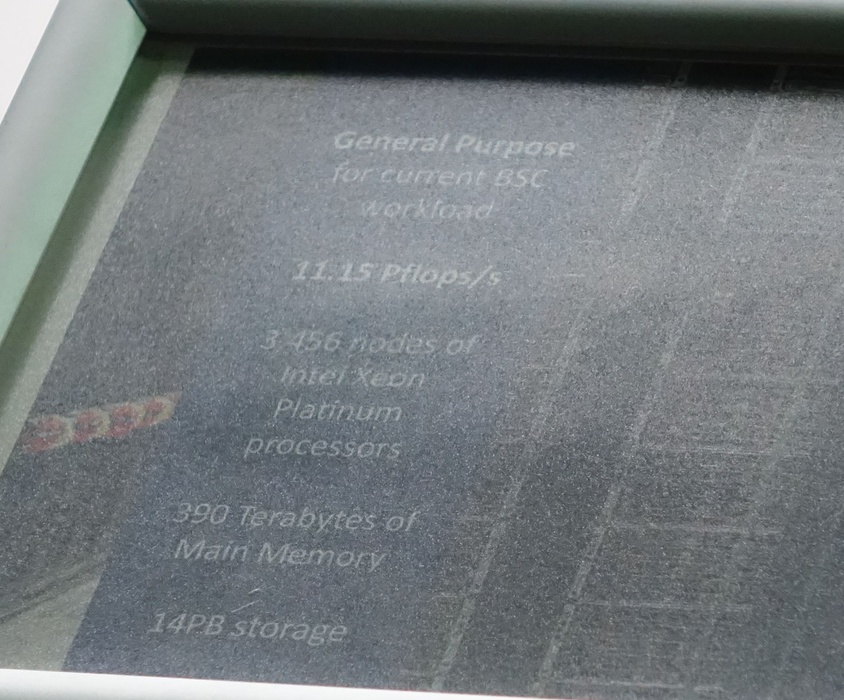 General Purpose
for current BSC
workload
11.15 Pflops/s
3 456 nodes of
Intel Xeon
Platinum
processors
390 Terabytes of
Main Memory
14PB storage